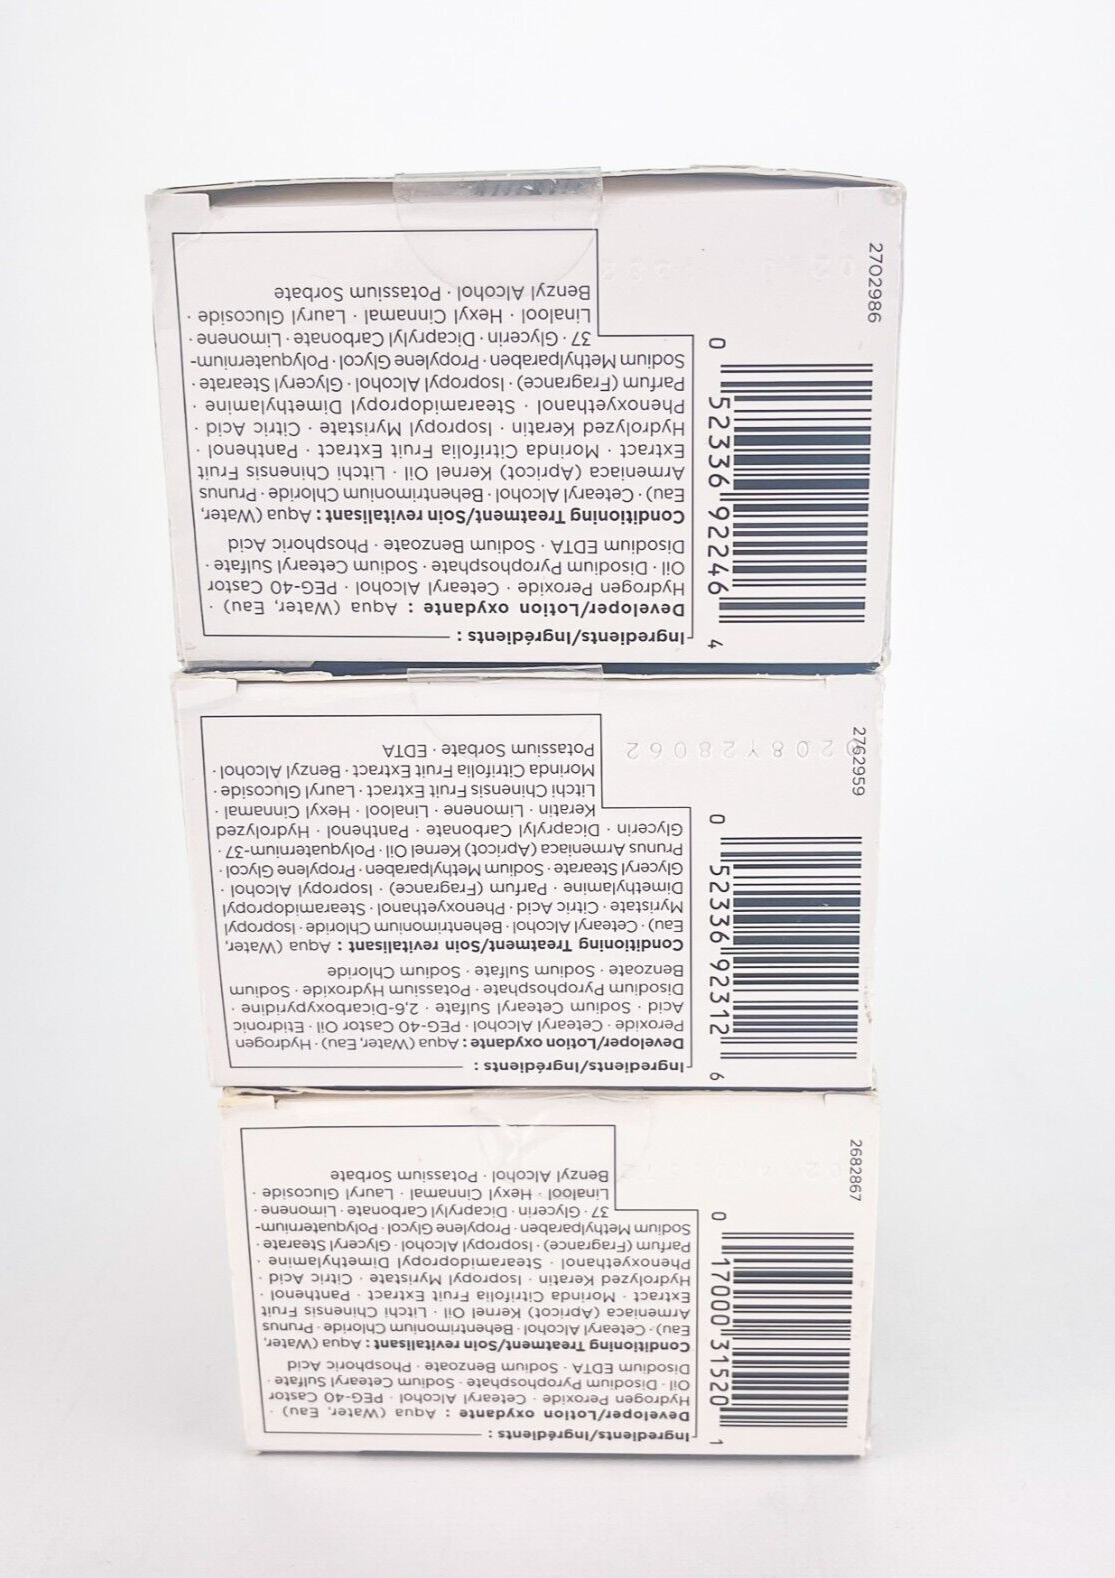 Ingredients/Ingrédients :
Developer/Lotion oxydante : Aqua (Water, Eau) ·
Hydrogen Peroxide · Cetearyl Alcohol · PEG-40 Castor
Oil · Disodium Pyrophosphate · Sodium Cetearyl Sulfate ·
Disodium EDTA · Sodium Benzoate · Phosphoric Acid
Conditioning Treatment/Soin revitalisant : Aqua (Water,
Eau) · Cetearyl Alcohol · Behentrimonium Chloride · Prunus
Armeniaca (Apricot) Kernel Oil · Litchi Chinensis Fruit
Extract · Morinda Citrifolia Fruit Extract · Panthenol ·
Hydrolyzed Keratin · Isopropyl Myristate · Citric Acid ·
Phenoxyethanol · Stearamidopropyl Dimethylamine ·
Parfum (Fragrance) · Isopropyl Alcohol · Glyceryl Stearate ·
Sodium Methylparaben · Propylene Glycol · Polyquaternium-
37 · Glycerin · Dicaprylyl Carbonate · Limonene ·
Linalool · Hexyl Cinnamal · Lauryl Glucoside ·
Benzyl Alcohol · Potassium Sorbate
0 52336 92246 4
2702986
Ingredients/Ingrédients :
Developer/Lotion oxydante : Aqua (Water, Eau) · Hydrogen
Peroxide · Cetearyl Alcohol · PEG-40 Castor Oil · Etidronic
Acid · Sodium Cetearyl Sulfate · 2,6-Dicarboxypyridine ·
Disodium Pyrophosphate · Potassium Hydroxide · Sodium
Benzoate · Sodium Sulfate · Sodium Chloride
Conditioning Treatment/Soin revitalisant : Aqua (Water,
Eau) · Cetearyl Alcohol · Behentrimonium Chloride · Isopropyl
Myristate · Citric Acid · Phenoxyethanol · Stearamidopropyl
Dimethylamine · Parfum (Fragrance) · Isopropyl Alcohol ·
Glyceryl Stearate · Sodium Methylparaben · Propylene Glycol ·
Prunus Armeniaca (Apricot) Kernel Oil · Polyquaternium-37 ·
Glycerin · Dicaprylyl Carbonate · Panthenol · Hydrolyzed
Keratin · Limonene · Linalool · Hexyl Cinnamal ·
Litchi Chinensis Fruit Extract · Lauryl Glucoside ·
Morinda Citrifolia Fruit Extract · Benzyl Alcohol ·
Potassium Sorbate · EDTA
0 52336 92312 6
2762959
Ingredients/Ingrédients :
Developer/Lotion oxydante : Aqua (Water, Eau) ·
Hydrogen Peroxide · Cetearyl Alcohol · PEG-40 Castor
Oil · Disodium Pyrophosphate · Sodium Cetearyl Sulfate ·
Disodium EDTA · Sodium Benzoate · Phosphoric Acid
Conditioning Treatment/Soin revitalisant : Aqua (Water,
Eau) · Cetearyl Alcohol · Behentrimonium Chloride · Prunus
Armeniaca (Apricot) Kernel Oil · Litchi Chinensis Fruit
Extract · Morinda Citrifolia Fruit Extract · Panthenol ·
Hydrolyzed Keratin · Isopropyl Myristate · Citric Acid ·
Phenoxyethanol · Stearamidopropyl Dimethylamine ·
Parfum (Fragrance) · Isopropyl Alcohol · Glyceryl Stearate ·
Sodium Methylparaben · Propylene Glycol · Polyquaternium-
37 · Glycerin · Dicaprylyl Carbonate · Limonene ·
Linalool · Hexyl Cinnamal · Lauryl Glucoside ·
Benzyl Alcohol · Potassium Sorbate
0 17000 31520 1
2682867